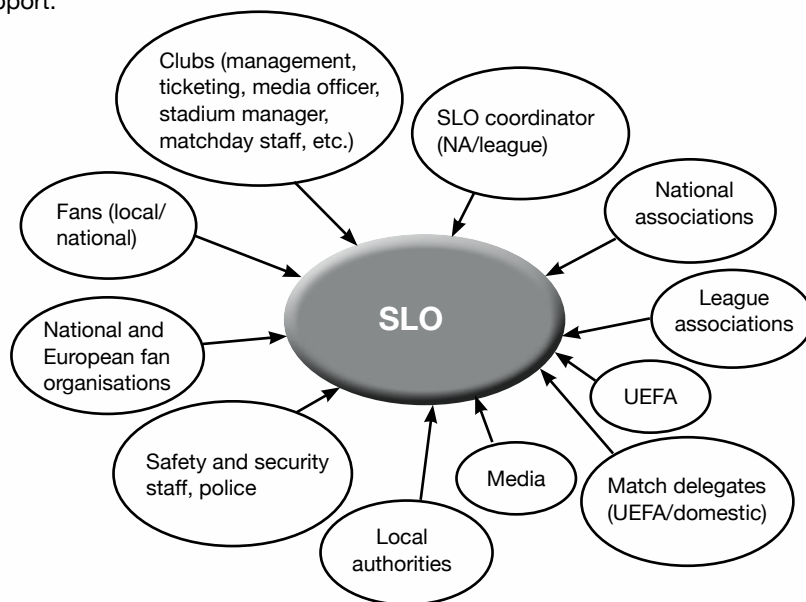 Clubs (management,
ticketing, media officer,
stadium manager,
matchday staff, etc.)
SLO coordinator
(NA/league)
National
associations
Fans (local/
national)
SLO
League
associations
National and
European fan
organisations
UEFA
Safety and security
staff, police
Media
Match delegates
(UEFA/domestic)
Local
authorities